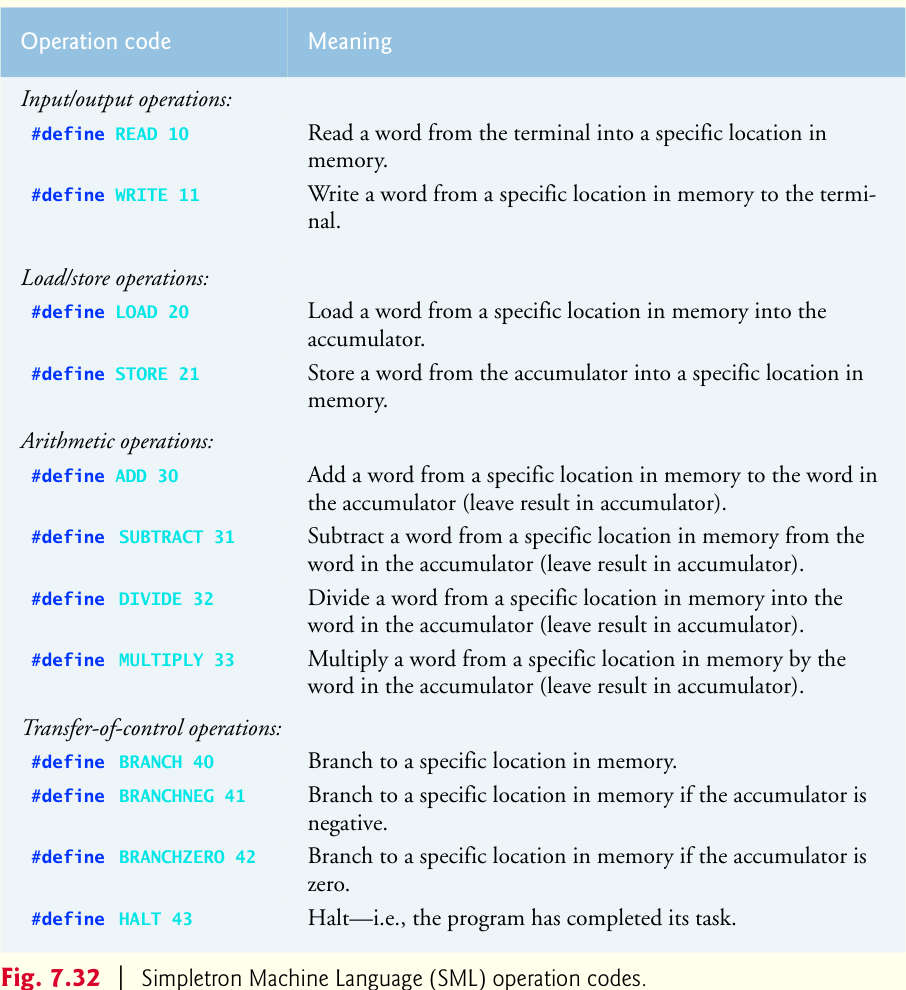 Operation code Meaning
Input/output operations:
#define READ 10 Read a word from the terminal into a specific location in
memory.
#define WRITE 11 Write a word from a specific location in memory to the termi-
nal.
Load/store operations:
#define LOAD 20 Load a word from a specific location in memory into the
accumulator.
#define STORE 21 Store a word from the accumulator into a specific location in
memory.
Arithmetic operations:
#define ADD 30 Add a word from a specific location in memory to the word in
the accumulator (leave result in accumulator).
#define SUBTRACT 31 Subtract a word from a specific location in memory from the
word in the accumulator (leave result in accumulator).
#define DIVIDE 32 Divide a word from a specific location in memory into the
word in the accumulator (leave result in accumulator).
#define MULTIPLY 33 Multiply a word from a specific location in memory by the
word in the accumulator (leave result in accumulator).
Transfer-of-control operations:
#define BRANCH 40 Branch to a specific location in memory.
#define BRANCHNEG 41 Branch to a specific location in memory if the accumulator is
negative.
#define BRANCHZERO 42 Branch to a specific location in memory if the accumulator is
zero.
#define HALT 43 Halt—i.e., the program has completed its task.
Fig. 7.32 | Simpletron Machine Language (SML) operation codes.